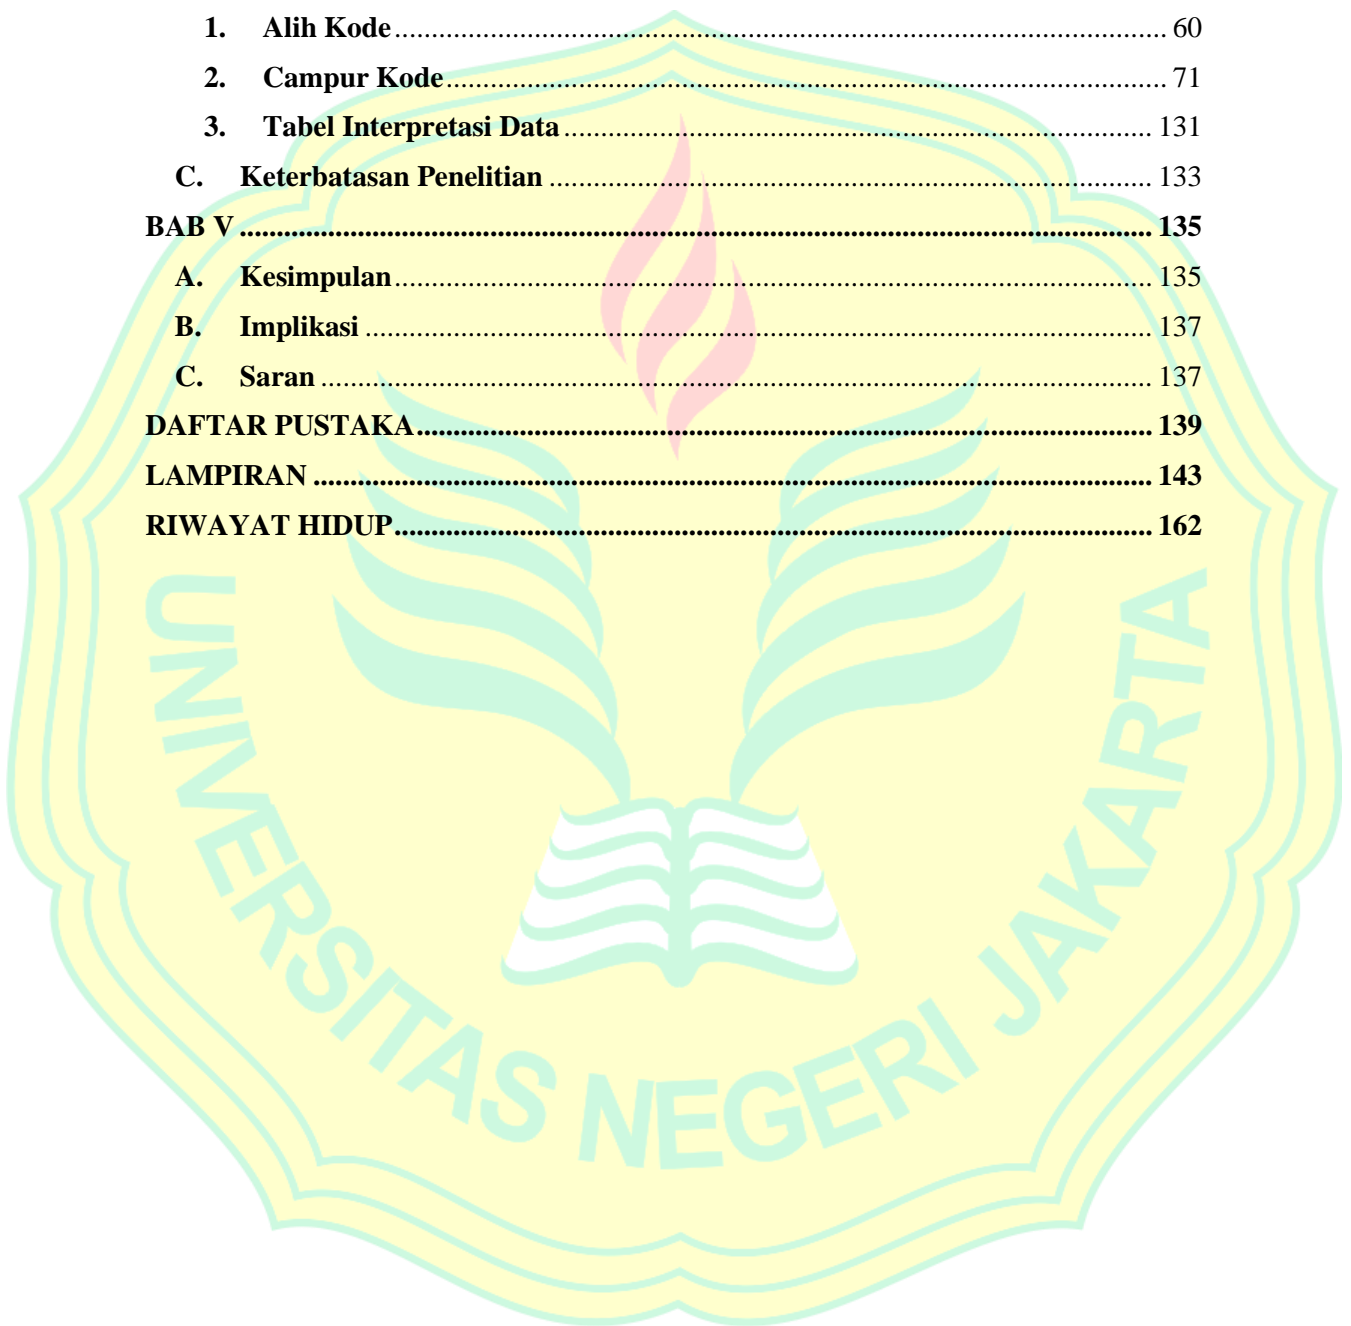 1. Alih Kode........................................................................................................ 60
2. Campur Kode................................................................................................. 71
3. Tabel Interpretasi Data................................................................................ 131
C. Keterbatasan Penelitian.................................................................................. 133
BAB V............................................................................................................................. 135
A. Kesimpulan...................................................................................................... 135
B. Implikasi.......................................................................................................... 137
C. Saran................................................................................................................ 137
DAFTAR PUSTAKA................................................................................................... 139
LAMPIRAN................................................................................................................. 143
RIWAYAT HIDUP...................................................................................................... 162
UNIVERSITAS NEGERI JAKARTA